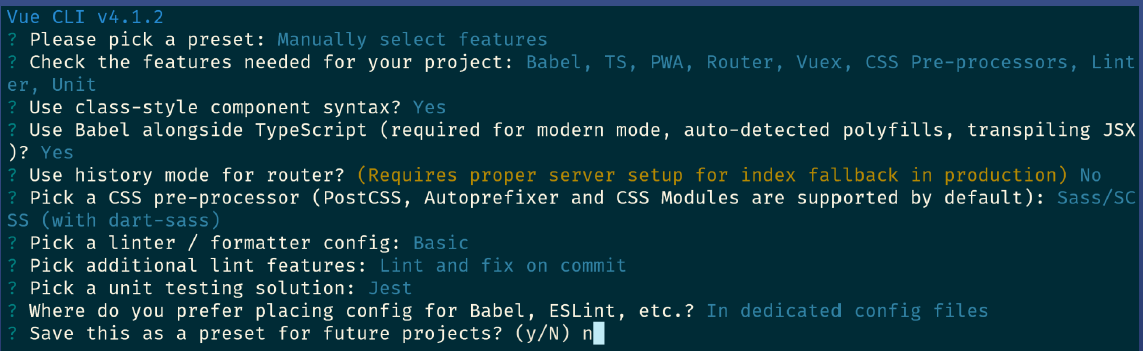 Vue CLI v4.1.2
? Please pick a preset: Manually select features
? Check the features needed for your project: Babel, TS, PWA, Router, Vuex, CSS Pre-processors, Lint
er, Unit
? Use class-style component syntax? Yes
? Use Babel alongside TypeScript (required for modern mode, auto-detected polyfills, transpiling JSX
)? Yes
? Use history mode for router? (Requires proper server setup for index fallback in production) No
? Pick a CSS pre-processor (PostCSS, Autoprefixer and CSS Modules are supported by default): Sass/SC
SS (with dart-sass)
? Pick a linter / formatter config: Basic
? Pick additional lint features: Lint and fix on commit
? Pick a unit testing solution: Jest
? Where do you prefer placing config for Babel, ESLint, etc.? In dedicated config files
? Save this as a preset for future projects? (y/N) n